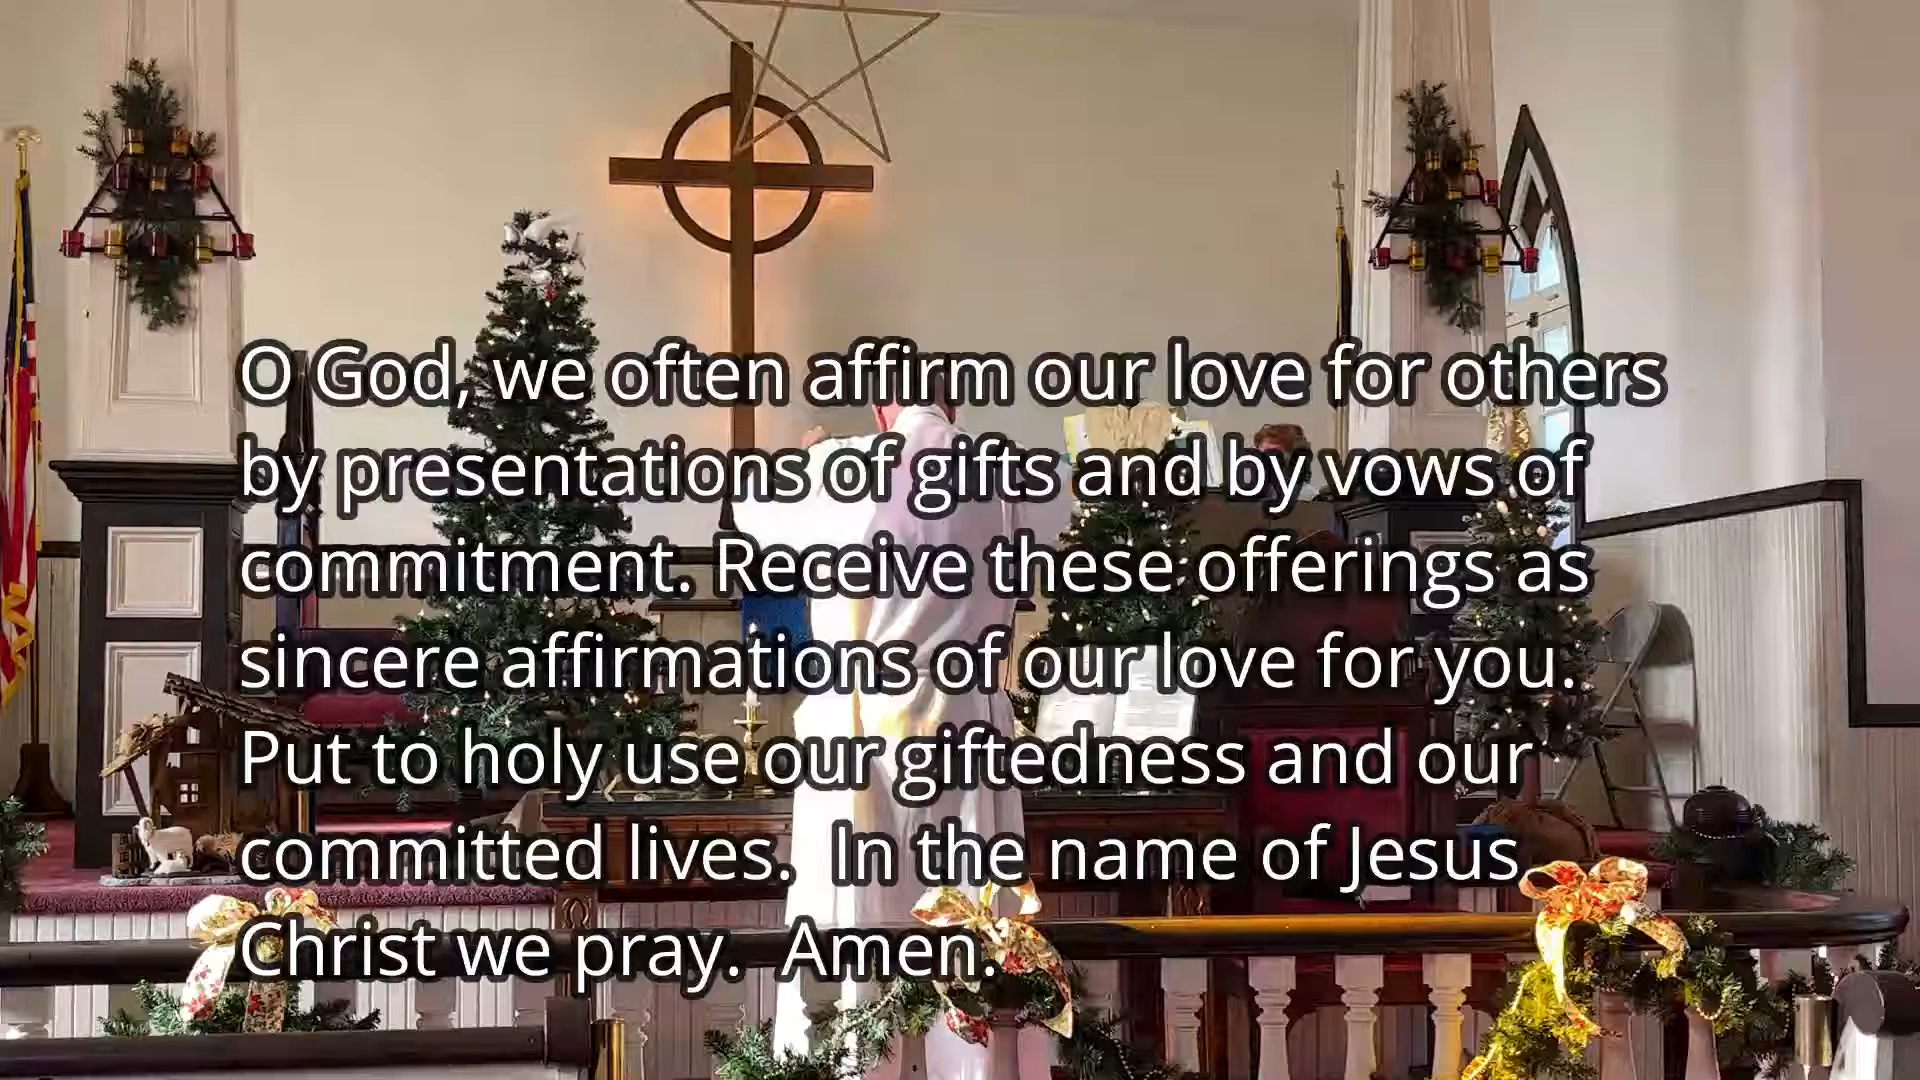 O God, we often affirm our love for others
by presentations of gifts and by vows of
commitment. Receive these offerings as
sincere affirmations of our love for you.
Put to holy use our giftedness and our
committed lives.  In the name of Jesus
Christ we pray.  Amen.